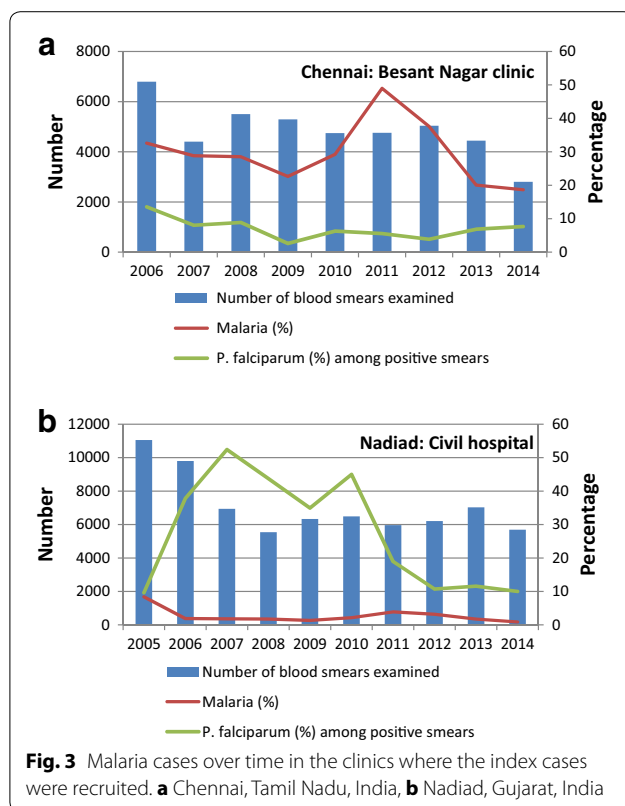 a
8000 60
7000
50
6000
40
30
4000
20
2000
10
0 0
Number
Percentage
Chennai: Besant Nagar clinic
2006 2007 2008 2009 2010 2011 2012 2013 2014
Number of blood smears examined
Malaria (%)
P. falciparum (%) among positive smears
b
12000 60
10000 50
8000 40
6000 30
4000 20
2000 10
0 0
Number
Percentage
Nadiad: Civil hospital
2005 2006 2007 2008 2009 2010 2011 2012 2013 2014
Number of blood smears examined
Malaria (%)
P. falciparum (%) among positive smears
Fig. 3 Malaria cases over time in the clinics where the index cases
were recruited. a Chennai, Tamil Nadu, India, b Nadiad, Gujarat, India